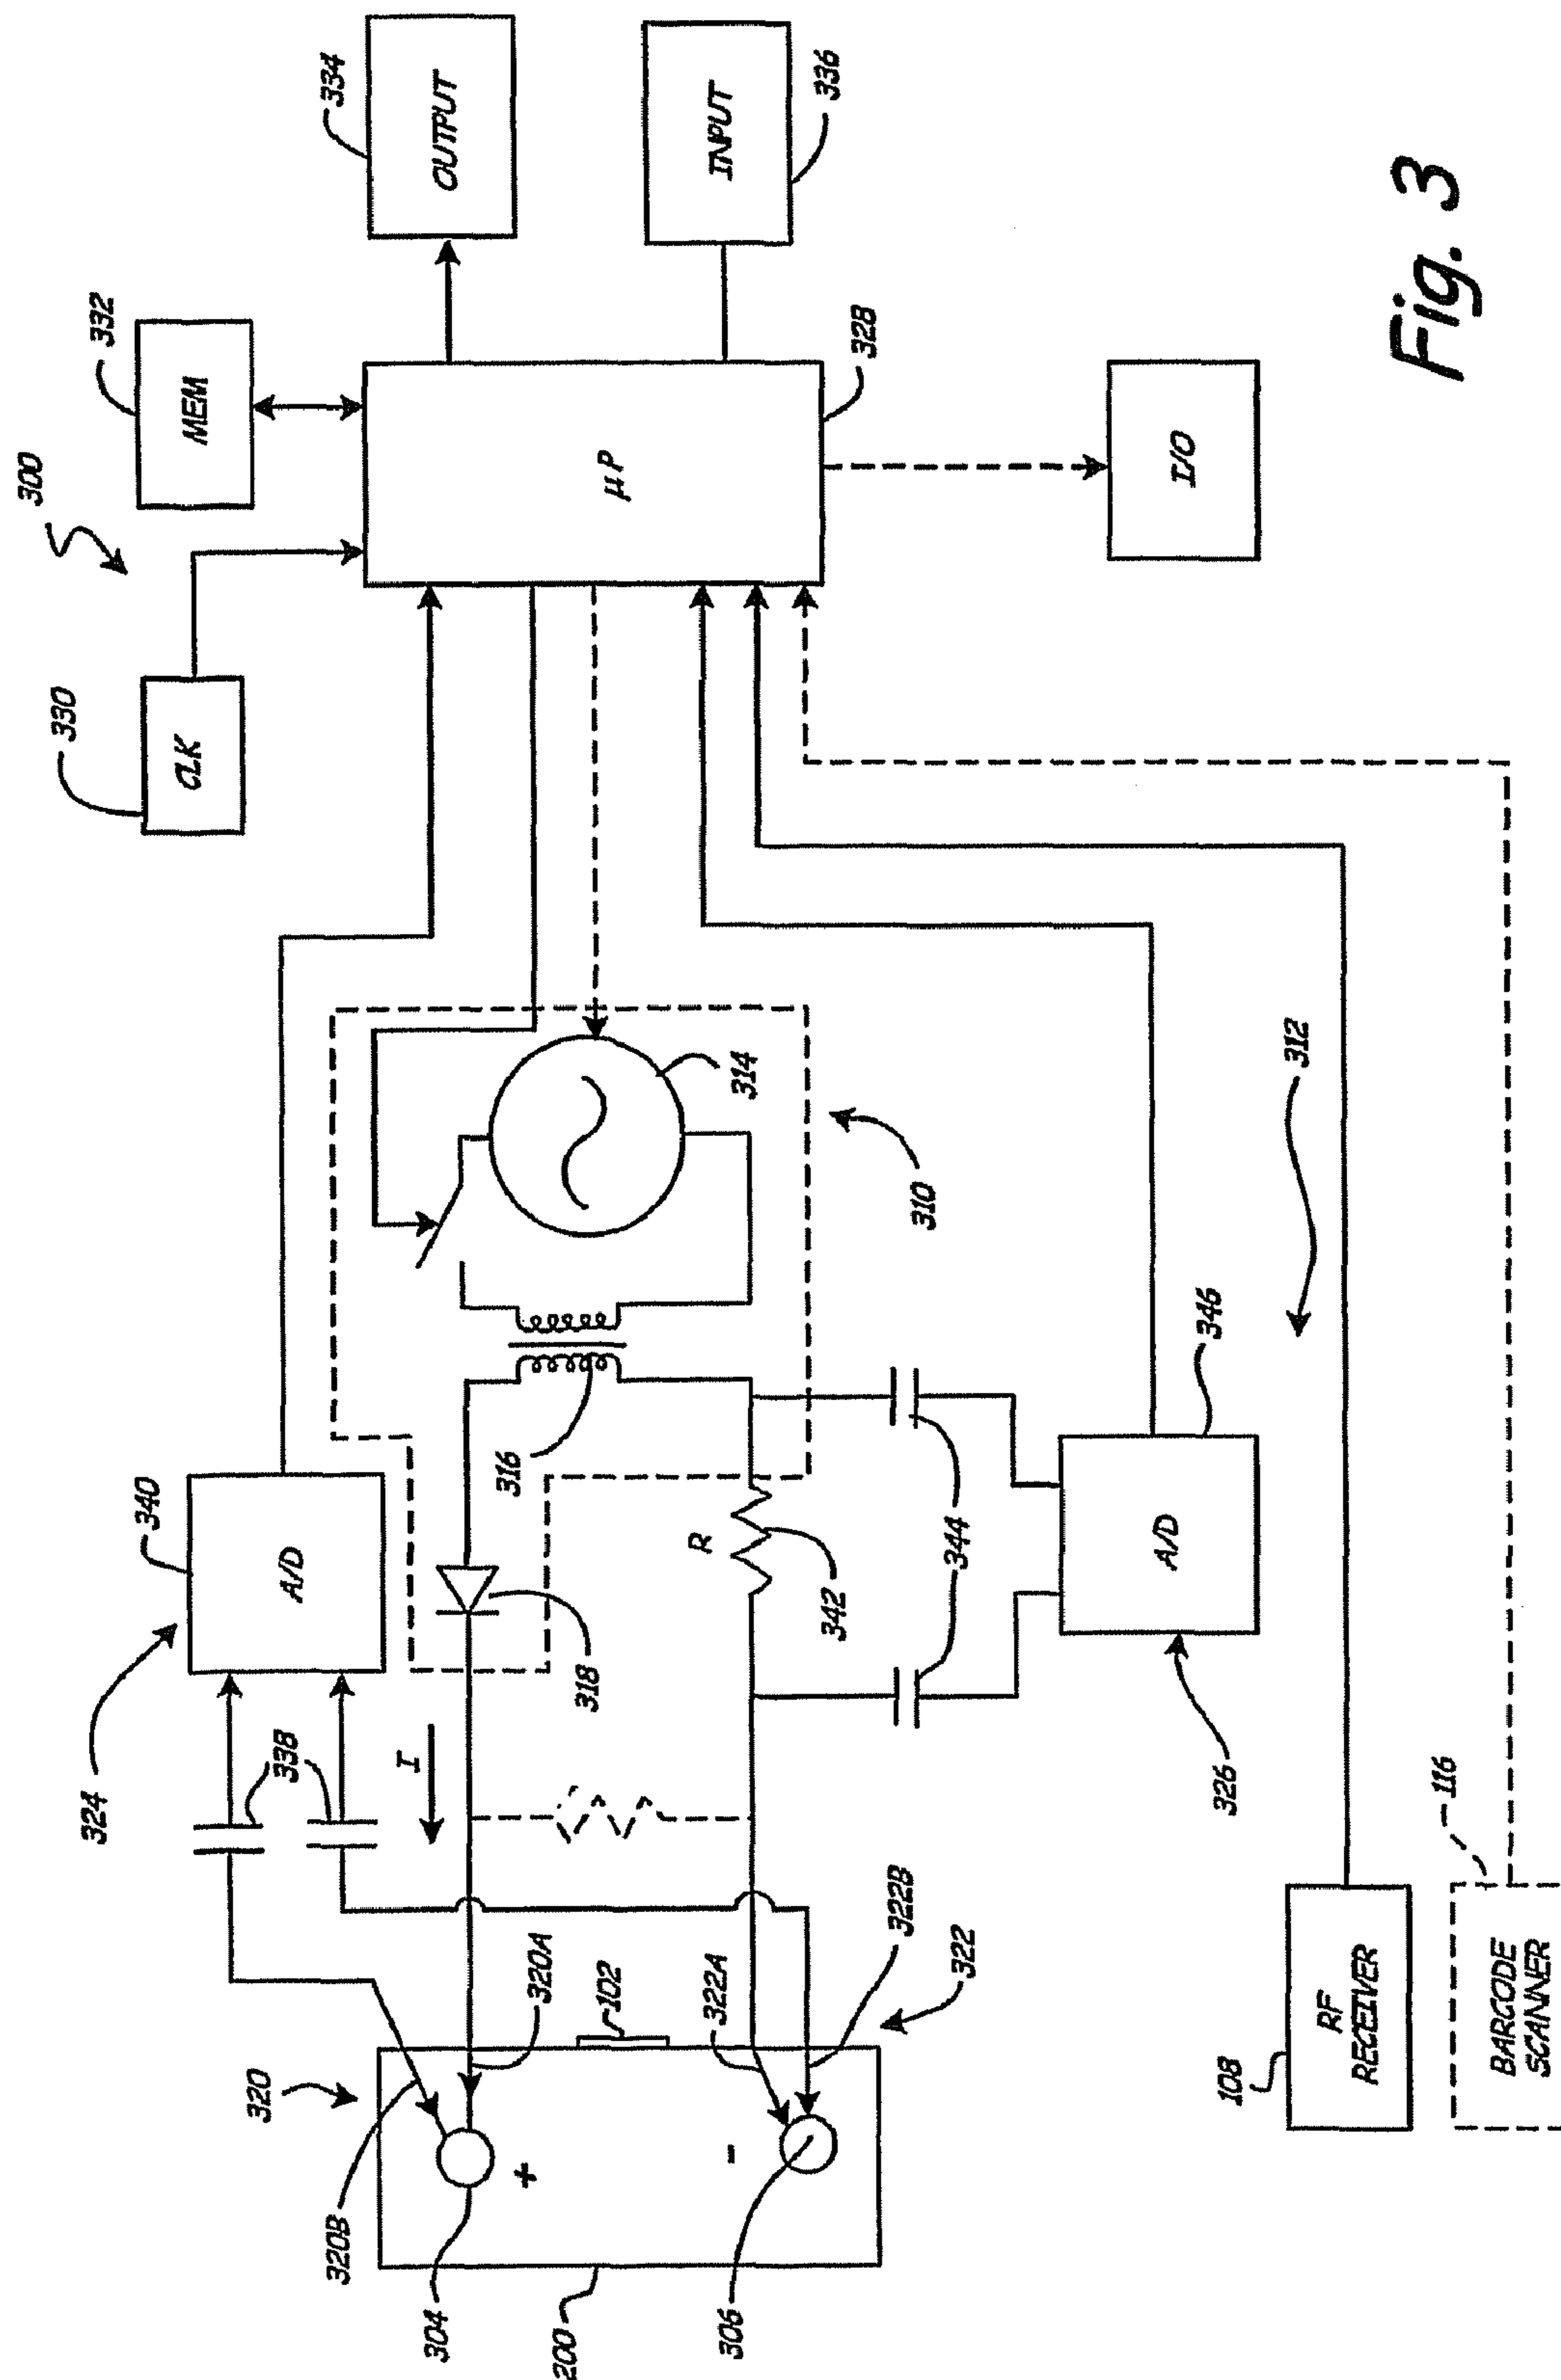 300
330
CLK
332
MEM
334
OUTPUT
336
INPUT
µP
328
I/O
324
340
A/D
338
I
318
316
314
310
R
342
344
A/D
346
326
312
320
320B
320A
304
+
102
-
322A
322B
322
306
200
108
RF
RECEIVER
116
BARCODE
SCANNER
Fig. 3